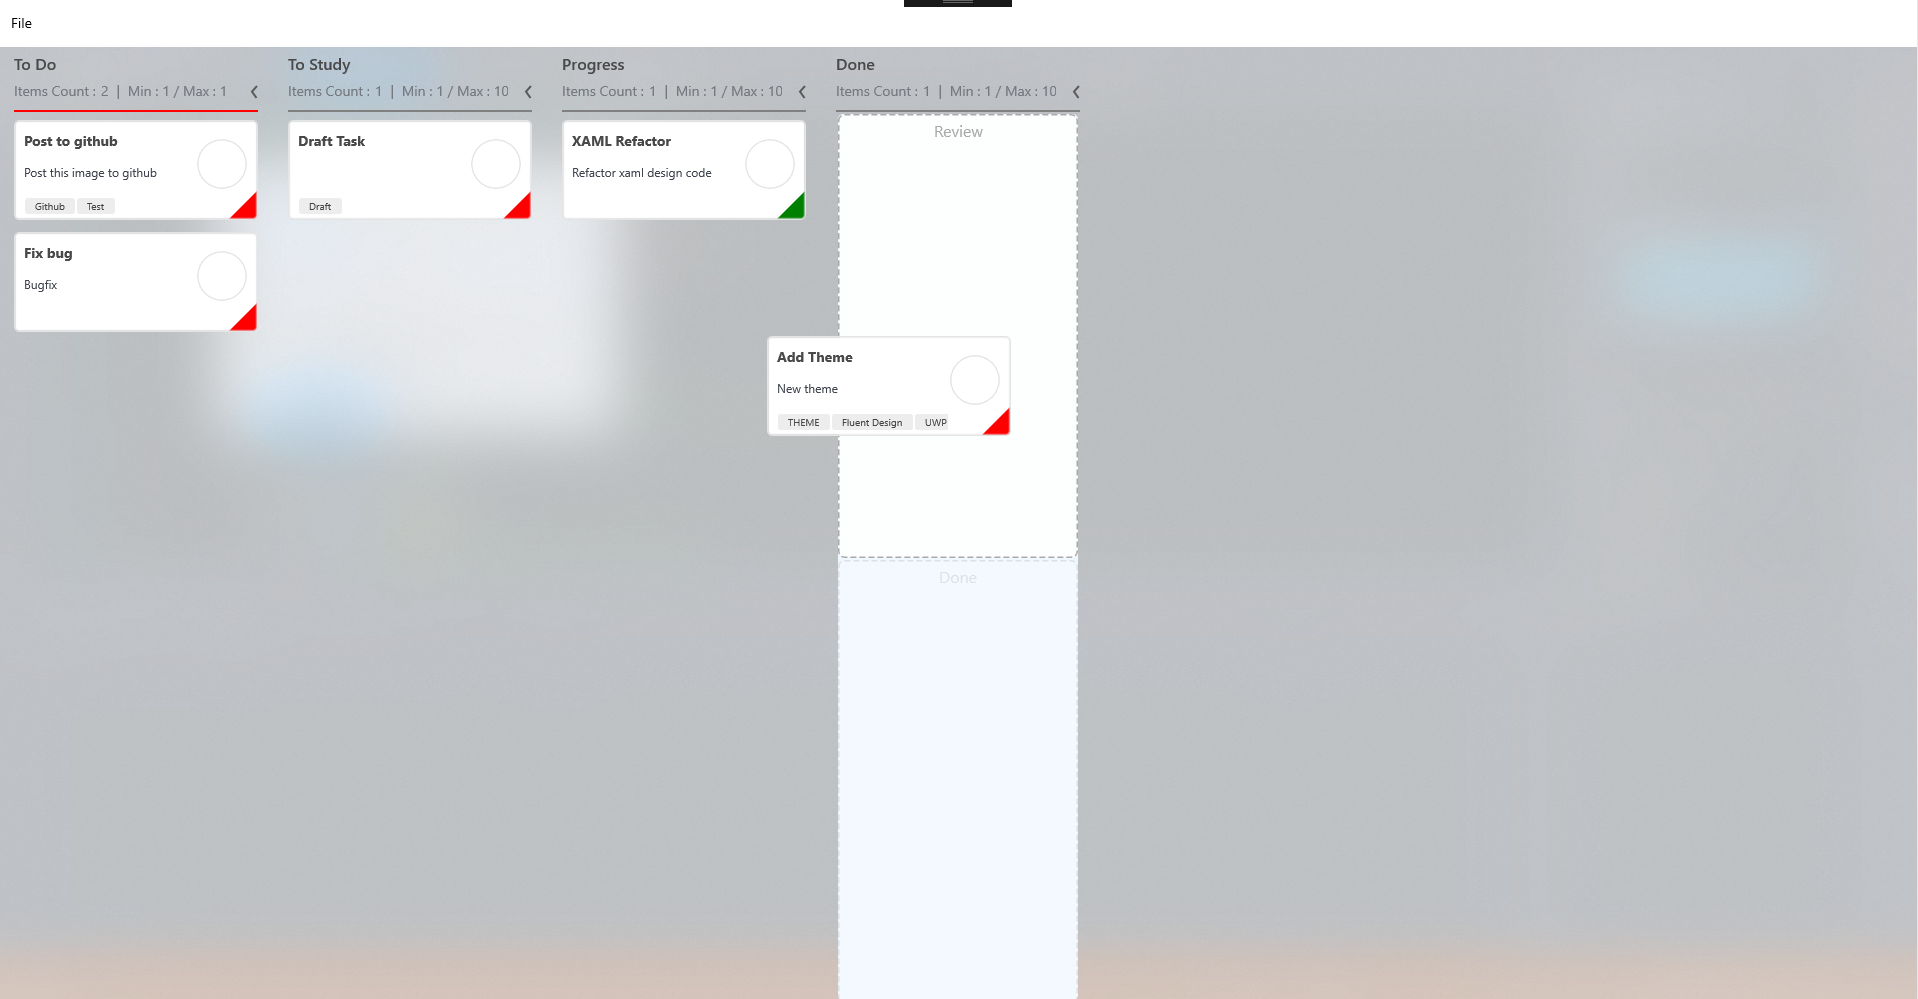 File
To Do
Items Count : 2 | Min : 1 / Max : 1
Post to github
Post this image to github
Github Test
Fix bug
Bugfix
To Study
Items Count : 1 | Min : 1 / Max : 10
Draft Task
Draft
Progress
Items Count : 1 | Min : 1 / Max : 10
XAML Refactor
Refactor xaml design code
Done
Items Count : 1 | Min : 1 / Max : 10
Review
Add Theme
New theme
THEME Fluent Design UWP
Done